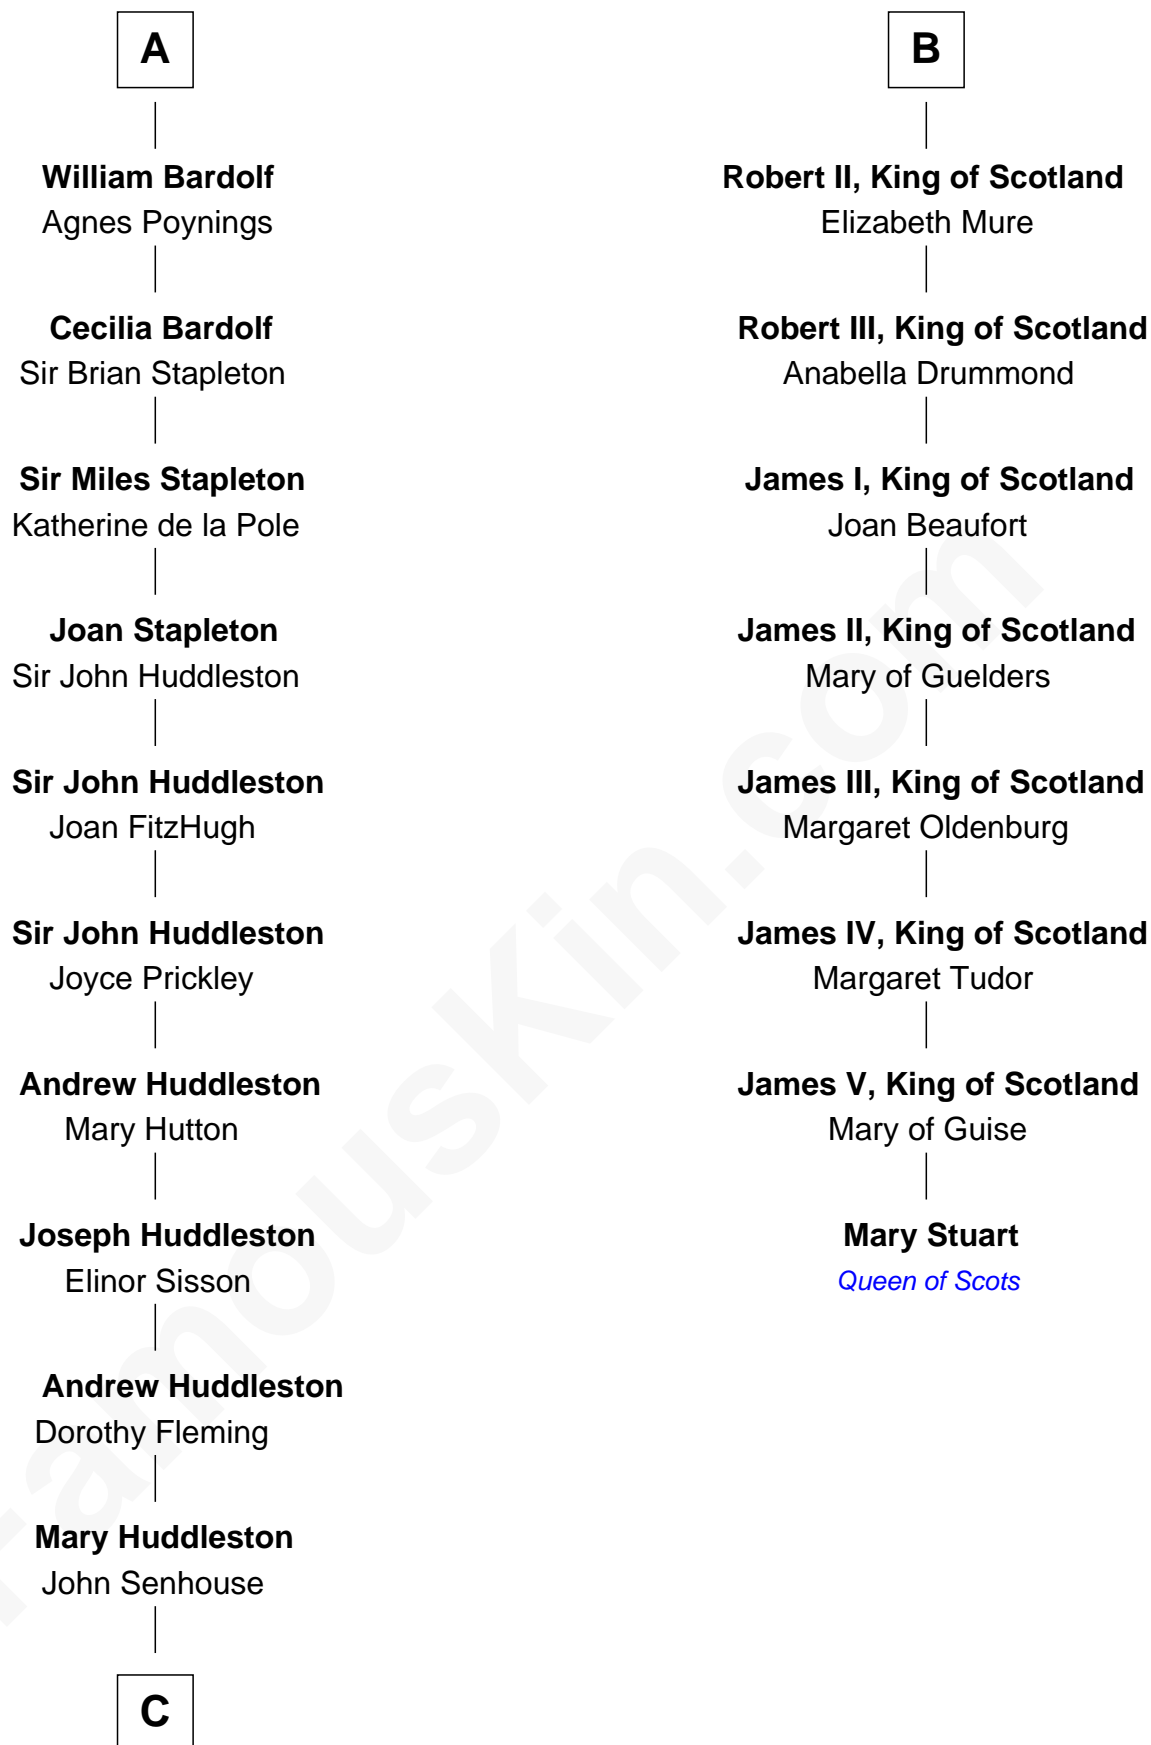 A
William Bardolf
Agnes Poynings
Cecilia Bardolf
Sir Brian Stapleton
Sir Miles Stapleton
Katherine de la Pole
Joan Stapleton
Sir John Huddleston
Sir John Huddleston
Joan FitzHugh
Sir John Huddleston
Joyce Prickley
Andrew Huddleston
Mary Hutton
Joseph Huddleston
Elinor Sisson
Andrew Huddleston
Dorothy Fleming
Mary Huddleston
John Senhouse
C
B
Robert II, King of Scotland
Elizabeth Mure
Robert III, King of Scotland
Anabella Drummond
James I, King of Scotland
Joan Beaufort
James II, King of Scotland
Mary of Guelders
James III, King of Scotland
Margaret Oldenburg
James IV, King of Scotland
Margaret Tudor
James V, King of Scotland
Mary of Guise
Mary Stuart
Queen of Scots
FamousKin.com